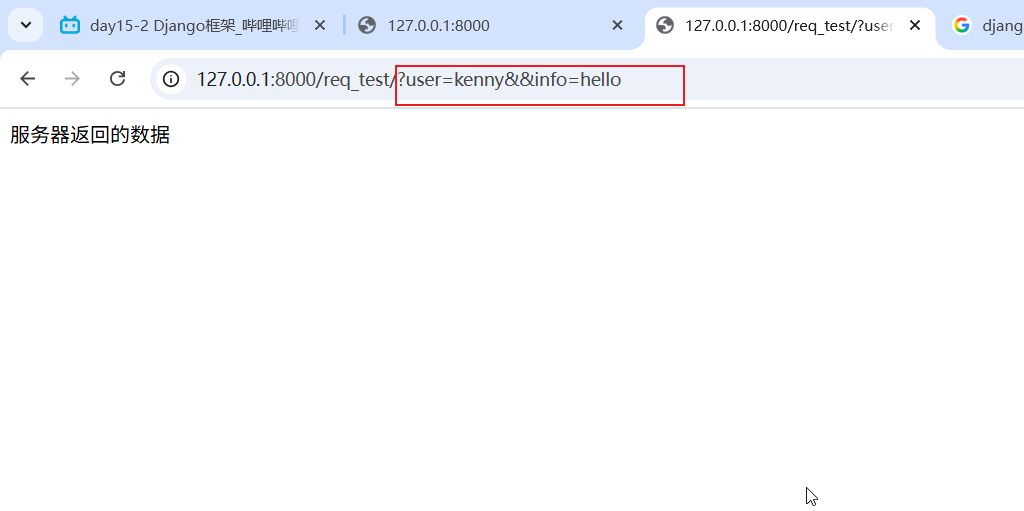 day15-2 Django框架_哔哩哔哩
127.0.0.1:8000
127.0.0.1:8000/req_test/?user
djang
127.0.0.1:8000/req_test/?user=kenny&&info=hello
服务器返回的数据